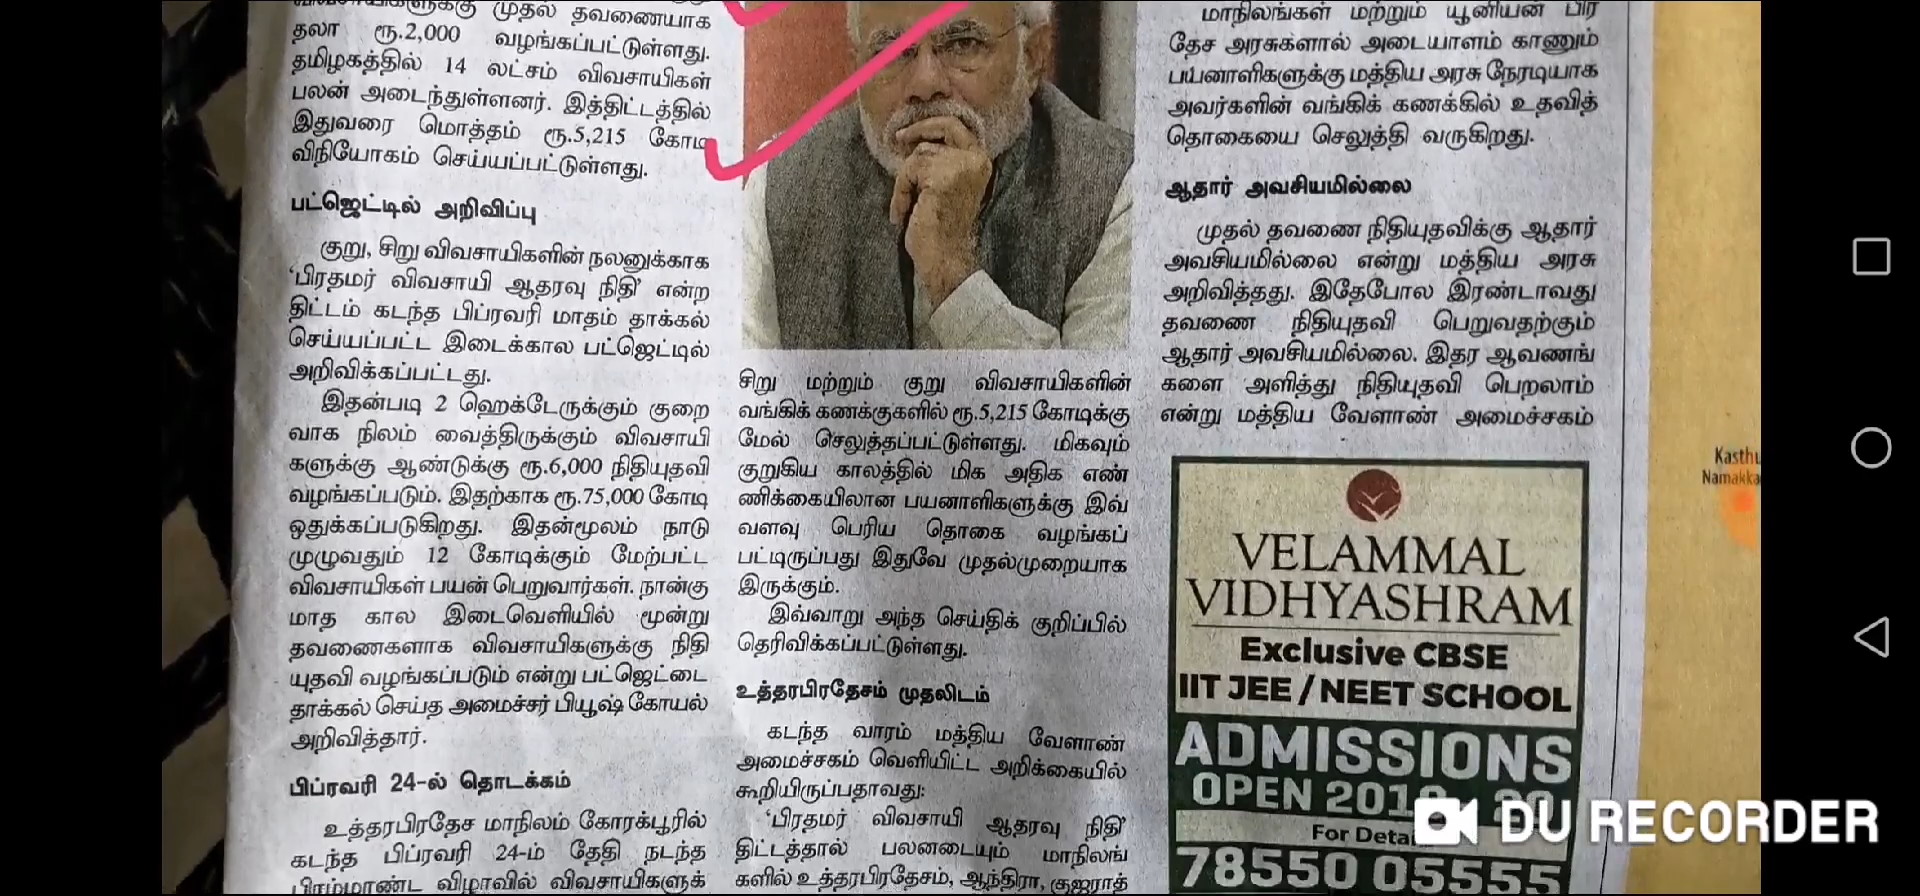 முதல் தவணையாக
தலா ரூ.2,000 வழங்கப்பட்டுள்ளது.
தமிழகத்தில் 14 லட்சம் விவசாயிகள்
பலன் அடைந்துள்ளனர். இத்திட்டத்தில்
இதுவரை மொத்தம் ரூ.5,215 கோடி
விநியோகம் செய்யப்பட்டுள்ளது.
பட்ஜெட்டில் அறிவிப்பு
குறு, சிறு விவசாயிகளின் நலனுக்காக
‘பிரதமர் விவசாயி ஆதரவு நிதி’ என்ற
திட்டம் கடந்த பிப்ரவரி மாதம் தாக்கல்
செய்யப்பட்ட இடைக்கால பட்ஜெட்டில்
அறிவிக்கப்பட்டது.
இதன்படி 2 ஹெக்டேருக்கும் குறை
வாக நிலம் வைத்திருக்கும் விவசாயி
களுக்கு ஆண்டுக்கு ரூ.6,000 நிதியுதவி
வழங்கப்படும். இதற்காக ரூ.75,000 கோடி
ஒதுக்கப்படுகிறது. இதன்மூலம் நாடு
முழுவதும் 12 கோடிக்கும் மேற்பட்ட
விவசாயிகள் பயன் பெறுவார்கள். நான்கு
மாத கால இடைவெளியில் மூன்று
தவணைகளாக விவசாயிகளுக்கு நிதி
யுதவி வழங்கப்படும் என்று பட்ஜெட்டை
தாக்கல் செய்த அமைச்சர் பியூஷ் கோயல்
அறிவித்தார்.
பிப்ரவரி 24-ல் தொடக்கம்
உத்தரபிரதேச மாநிலம் கோரக்பூரில்
கடந்த பிப்ரவரி 24-ம் தேதி நடந்த
பிரம்மாண்ட விழாவில் விவசாயிகளுக்
சிறு மற்றும் குறு விவசாயிகளின்
வங்கிக் கணக்குகளில் ரூ.5,215 கோடிக்கு
மேல் செலுத்தப்பட்டுள்ளது. மிகவும்
குறுகிய காலத்தில் மிக அதிக எண்
ணிக்கையிலான பயனாளிகளுக்கு இவ்
வளவு பெரிய தொகை வழங்கப்
பட்டிருப்பது இதுவே முதல்முறையாக
இருக்கும்.
இவ்வாறு அந்த செய்திக் குறிப்பில்
தெரிவிக்கப்பட்டுள்ளது.
உத்தரபிரதேசம் முதலிடம்
கடந்த வாரம் மத்திய வேளாண்
அமைச்சகம் வெளியிட்ட அறிக்கையில்
கூறியிருப்பதாவது:
‘பிரதமர் விவசாயி ஆதரவு நிதி’
திட்டத்தால் பலனடையும் மாநிலங்
களில் உத்தரபிரதேசம், ஆந்திரா, குஜராத்
மாநிலங்கள் மற்றும் யூனியன் பிர
தேச அரசுகளால் அடையாளம் காணும்
பயனாளிகளுக்கு மத்திய அரசு நேரடியாக
அவர்களின் வங்கிக் கணக்கில் உதவித்
தொகையை செலுத்தி வருகிறது.
ஆதார் அவசியமில்லை
முதல் தவணை நிதியுதவிக்கு ஆதார்
அவசியமில்லை என்று மத்திய அரசு
அறிவித்தது. இதேபோல இரண்டாவது
தவணை நிதியுதவி பெறுவதற்கும்
ஆதார் அவசியமில்லை. இதர ஆவணங்
களை அளித்து நிதியுதவி பெறலாம்
என்று மத்திய வேளாண் அமைச்சகம்
VELAMMAL
VIDHYASHRAM
Exclusive CBSE
IIT JEE / NEET SCHOOL
ADMISSIONS
OPEN
For
78550 05555
Kasthu
Namakka
DU RECORDER